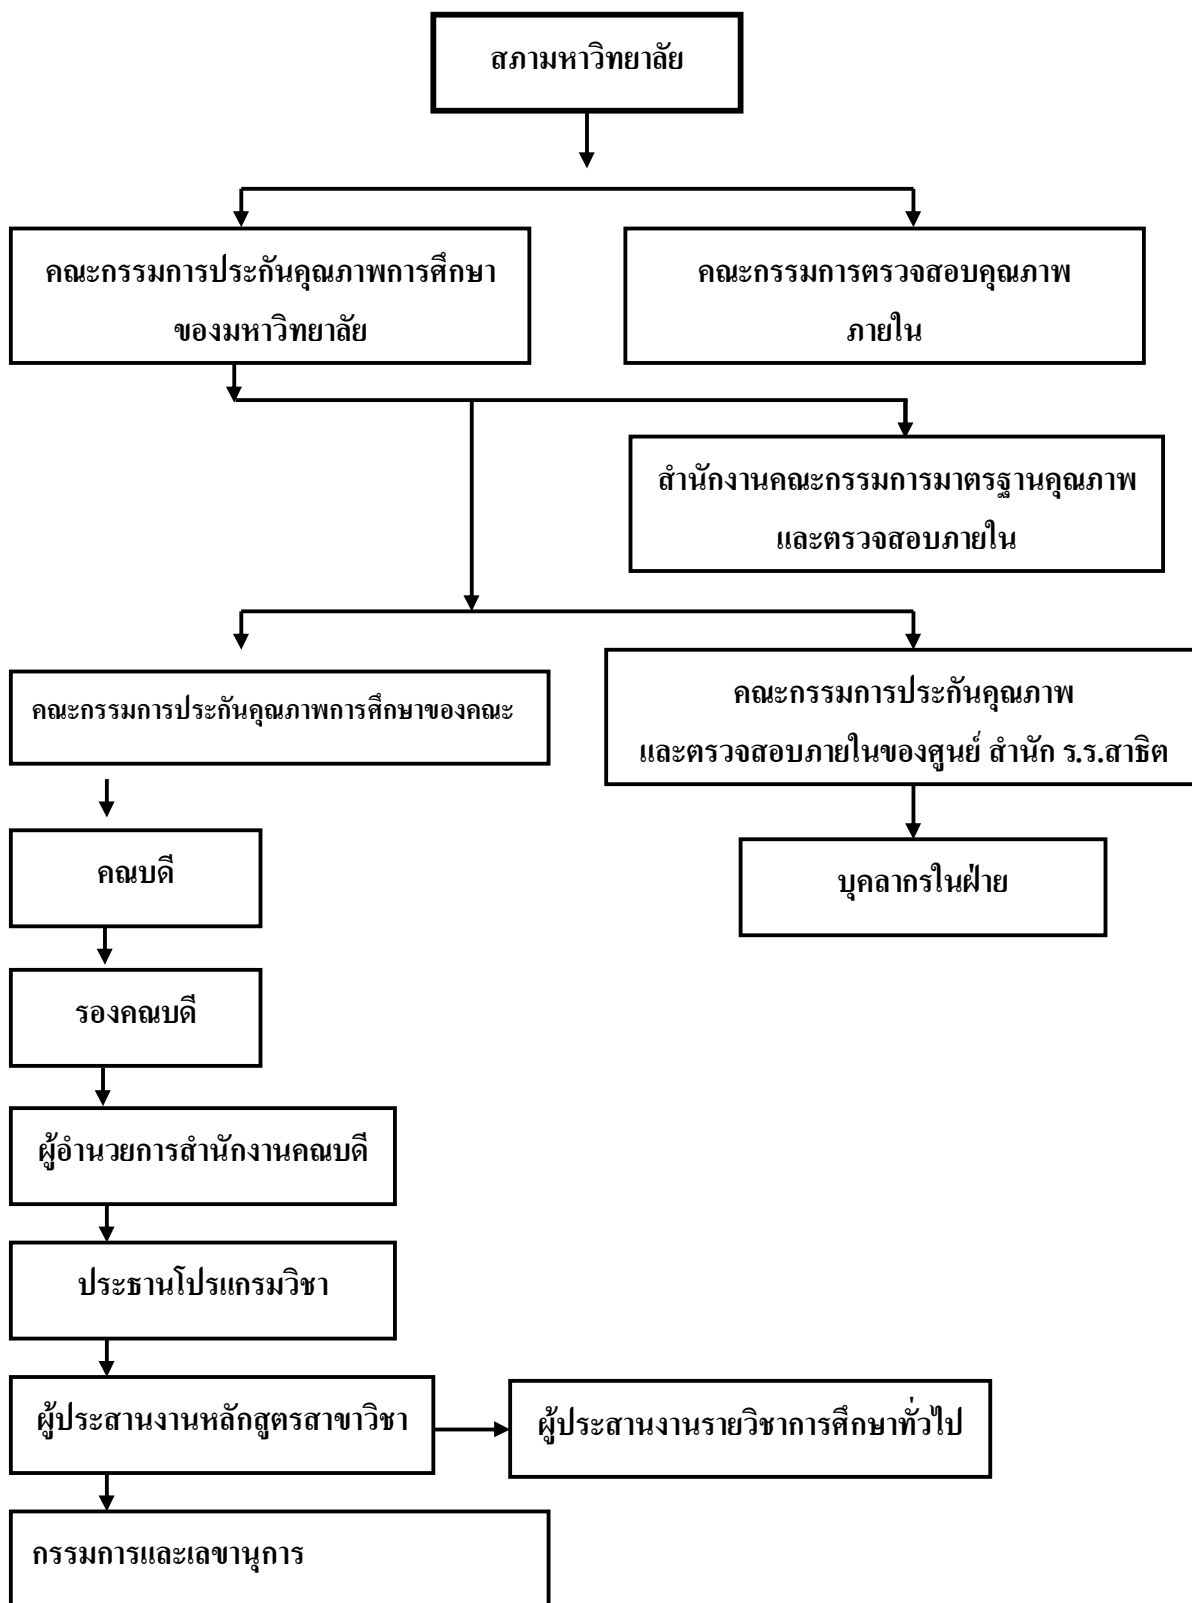 สภามหาวิทยาลัย
คณะกรรมการประกันคุณภาพการศึกษา
ของมหาวิทยาลัย
คณะกรรมการตรวจสอบคุณภาพ
ภายใน
สำนักงานคณะกรรมการมาตรฐานคุณภาพ
และตรวจสอบภายใน
คณะกรรมการประกันคุณภาพการศึกษาของคณะ
คณะกรรมการประกันคุณภาพ
และตรวจสอบภายในของศูนย์ สำนัก ร.ร.สาธิต
คณบดี
บุคลากรในฝ่าย
รองคณบดี
ผู้อำนวยการสำนักงานคณบดี
ประธานโปรแกรมวิชา
ผู้ประสานงานหลักสูตรสาขาวิชา
ผู้ประสานงานรายวิชาการศึกษาทั่วไป
กรรมการและเลขานุการ